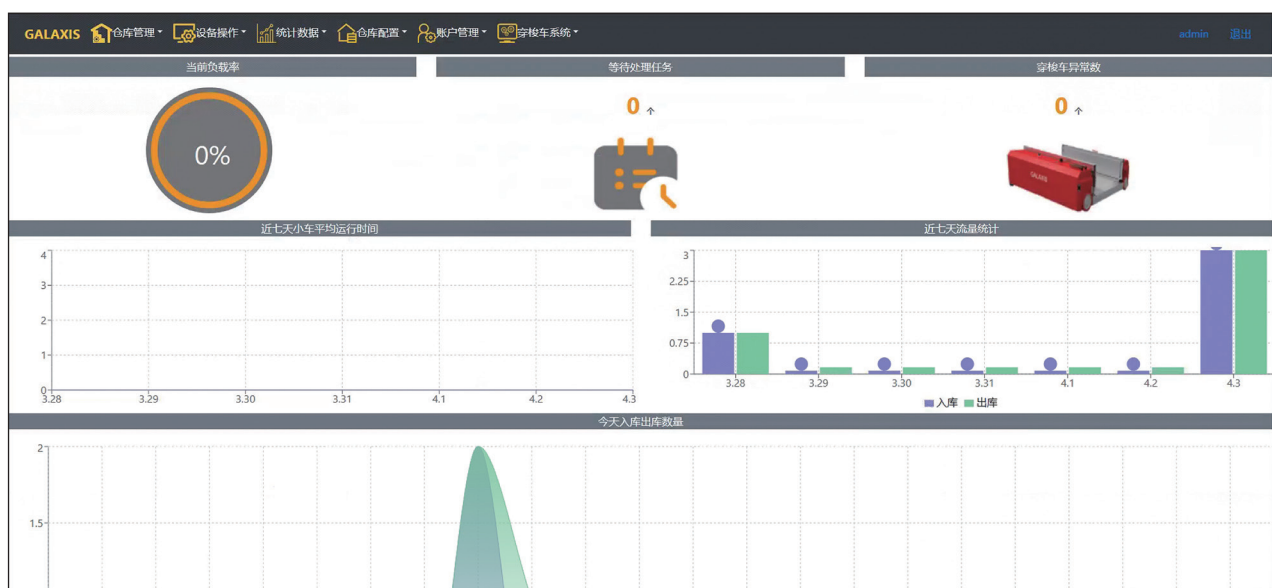 GALAXIS 仓库管理 设备操作 统计数据 仓库配置 账户管理 穿梭车系统 admin 退出
当前负载率 等待处理任务 穿梭车异常数
0%
0 个
0 个
GALAXIS
近七天小车平均运行时间
4
3
2
1
0
3.28 3.29 3.30 3.31 4.1 4.2 4.3
近七天流量统计
3
2.25
1.5
0.75
0
3.28 3.29 3.30 3.31 4.1 4.2 4.3
入库 出库
今天入库出库数量
2
1.5